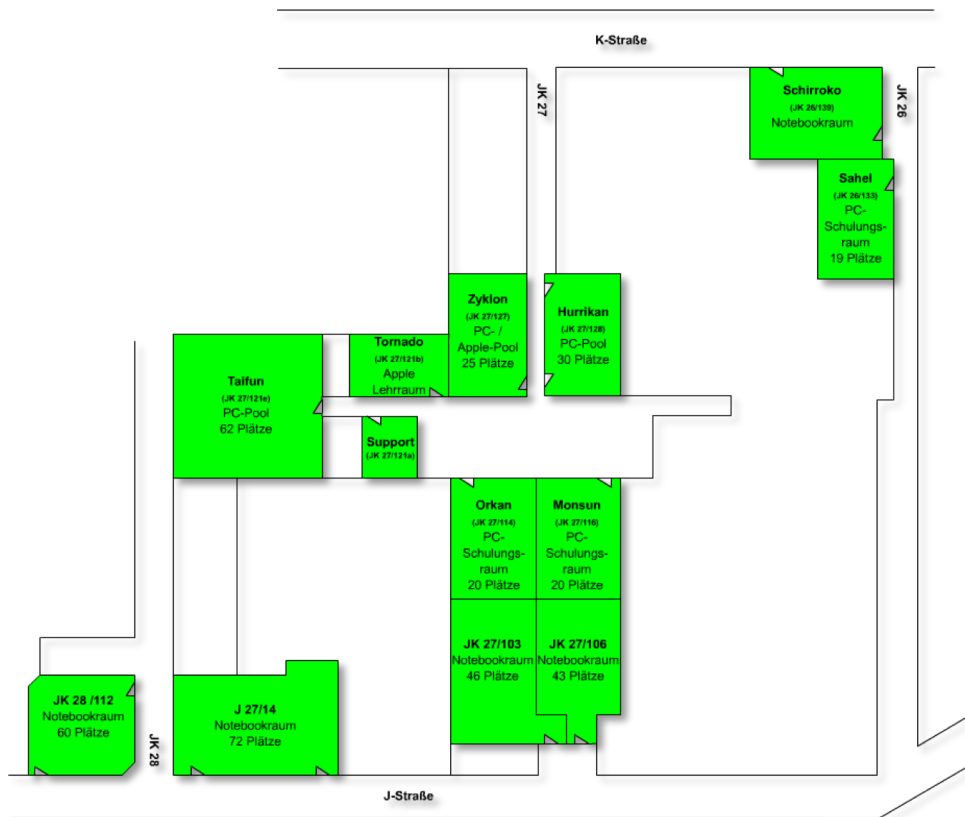 K-Straße
JK 27
JK 26
Schirroko
(JK 26/139)
Notebookraum
Sahel
(JK 26/133)
PC-
Schulungs-
raum
19 Plätze
Zyklon
(JK 27/127)
PC- /
Apple-Pool
25 Plätze
Hurrikan
(JK 27/128)
PC-Pool
30 Plätze
Tornado
(JK 27/121b)
Apple
Lehrraum
Taifun
(JK 27/121e)
PC-Pool
62 Plätze
Support
(JK 27/121a)
Orkan
(JK 27/114)
PC-
Schulungs-
raum
20 Plätze
Monsun
(JK 27/116)
PC-
Schulungs-
raum
20 Plätze
JK 27/103
Notebookraum
46 Plätze
JK 27/106
Notebookraum
43 Plätze
JK 28 /112
Notebookraum
60 Plätze
JK 28
J 27/14
Notebookraum
72 Plätze
J-Straße